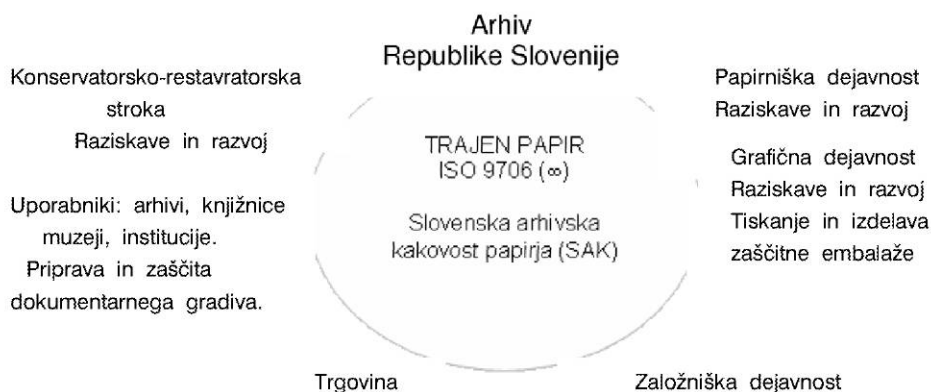 Arhiv
Republike Slovenije
Konservatorsko-restavratorska
stroka
Raziskave in razvoj
Uporabniki: arhivi, knjižnice
muzeji, institucije.
Priprava in zaščita
dokumentarnega gradiva.
TRAJEN PAPIR
ISO 9706 (∞)
Slovenska arhivska
kakovost papirja (SAK)
Papirniška dejavnost
Raziskave in razvoj
Grafična dejavnost
Raziskave in razvoj
Tiskanje in izdelava
zaščitne embalaže
Trgovina
Založniška dejavnost